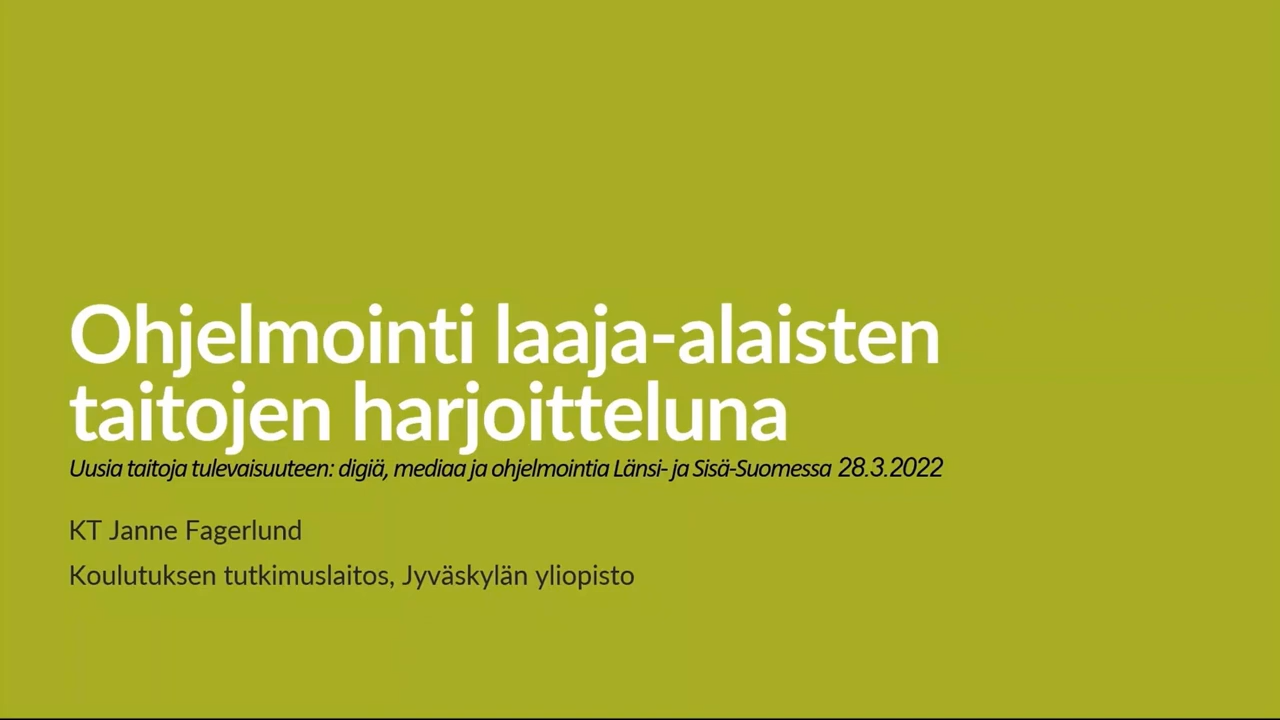 Ohjelmointi laaja-alaisten
taitojen harjoitteluna
Uusia taitoja tulevaisuuteen: digiä, mediaa ja ohjelmointia Länsi- ja Sisä-Suomessa 28.3.2022
KT Janne Fagerlund
Koulutuksen tutkimuslaitos, Jyväskylän yliopisto